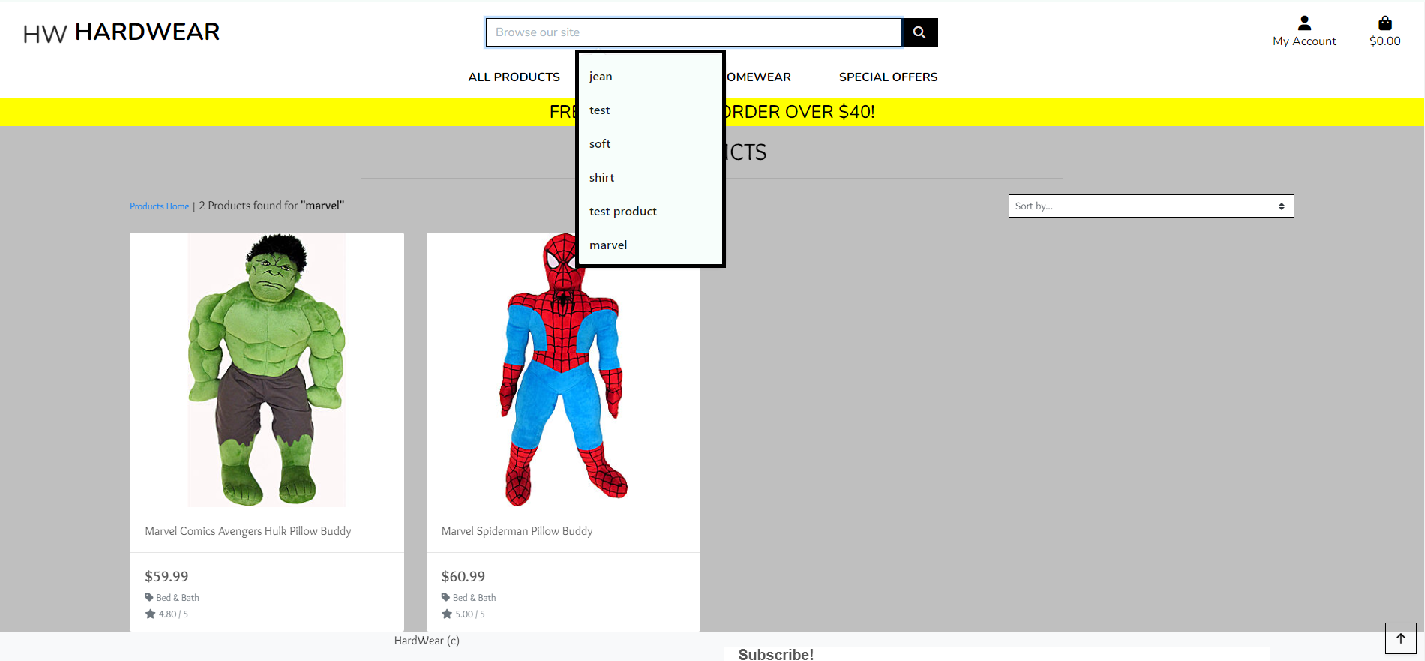 HW HARDWEAR
Browse our site
My Account
$0.00
ALL PRODUCTS
OMEWEAR
SPECIAL OFFERS
jean
test
soft
shirt
test product
marvel
FRE
ORDER OVER $40!
CTS
Products Home | 2 Products found for "marvel"
Sort by...
Marvel Comics Avengers Hulk Pillow Buddy
$59.99
Bed & Bath
4.80 / 5
Marvel Spiderman Pillow Buddy
$60.99
Bed & Bath
5.00 / 5
HardWear (c)
Subscribe!